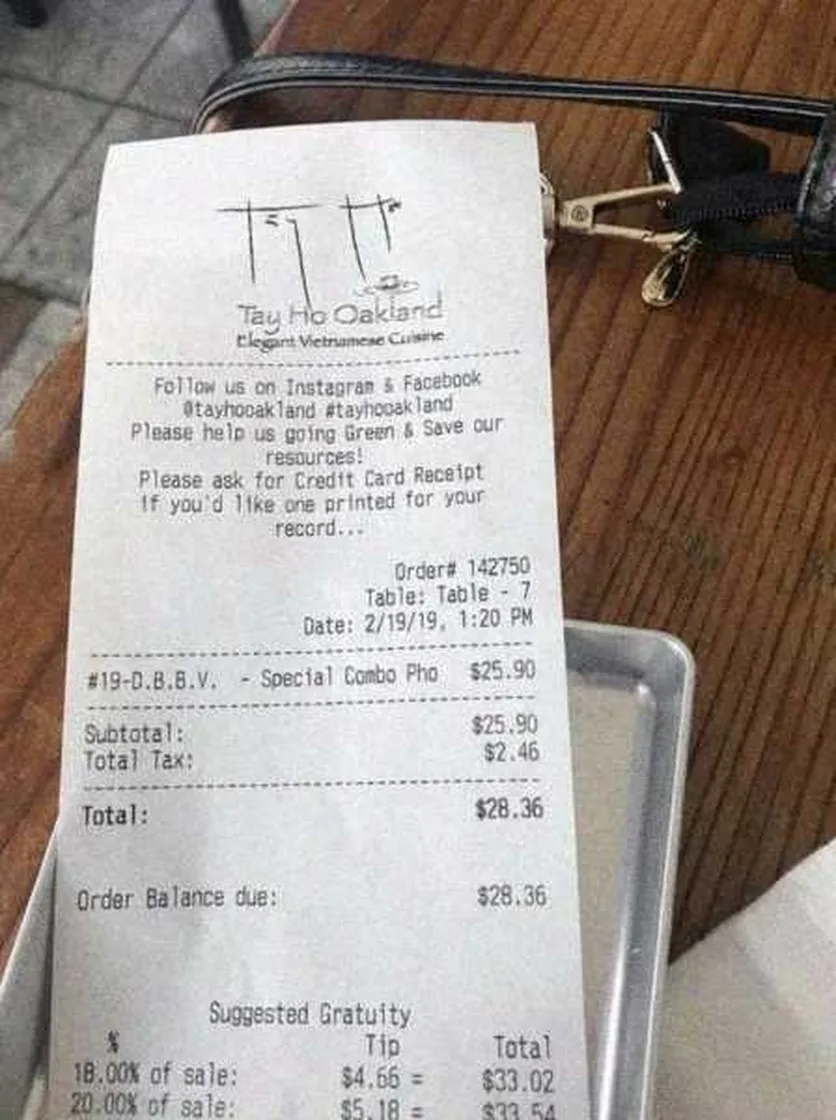 Tay Ho Oakland
Elegant Vietnamese Cuisine
Follow us on Instagram & Facebook
@tayhooakland #tayhooakland
Please help us going Green & Save our
resources!
Please ask for Credit Card Receipt
If you'd like one printed for your
record...
Order# 142750
Table: Table - 7
Date: 2/19/19, 1:20 PM
#19-D.B.B.V. - Special Combo Pho $25.90
Subtotal: $25.90
Total Tax: $2.46
Total: $28.36
Order Balance due: $28.36
Suggested Gratuity
% Tip Total
18.00% of sale: $4.66 = $33.02
20.00% of sale: $5.18 = $33.54